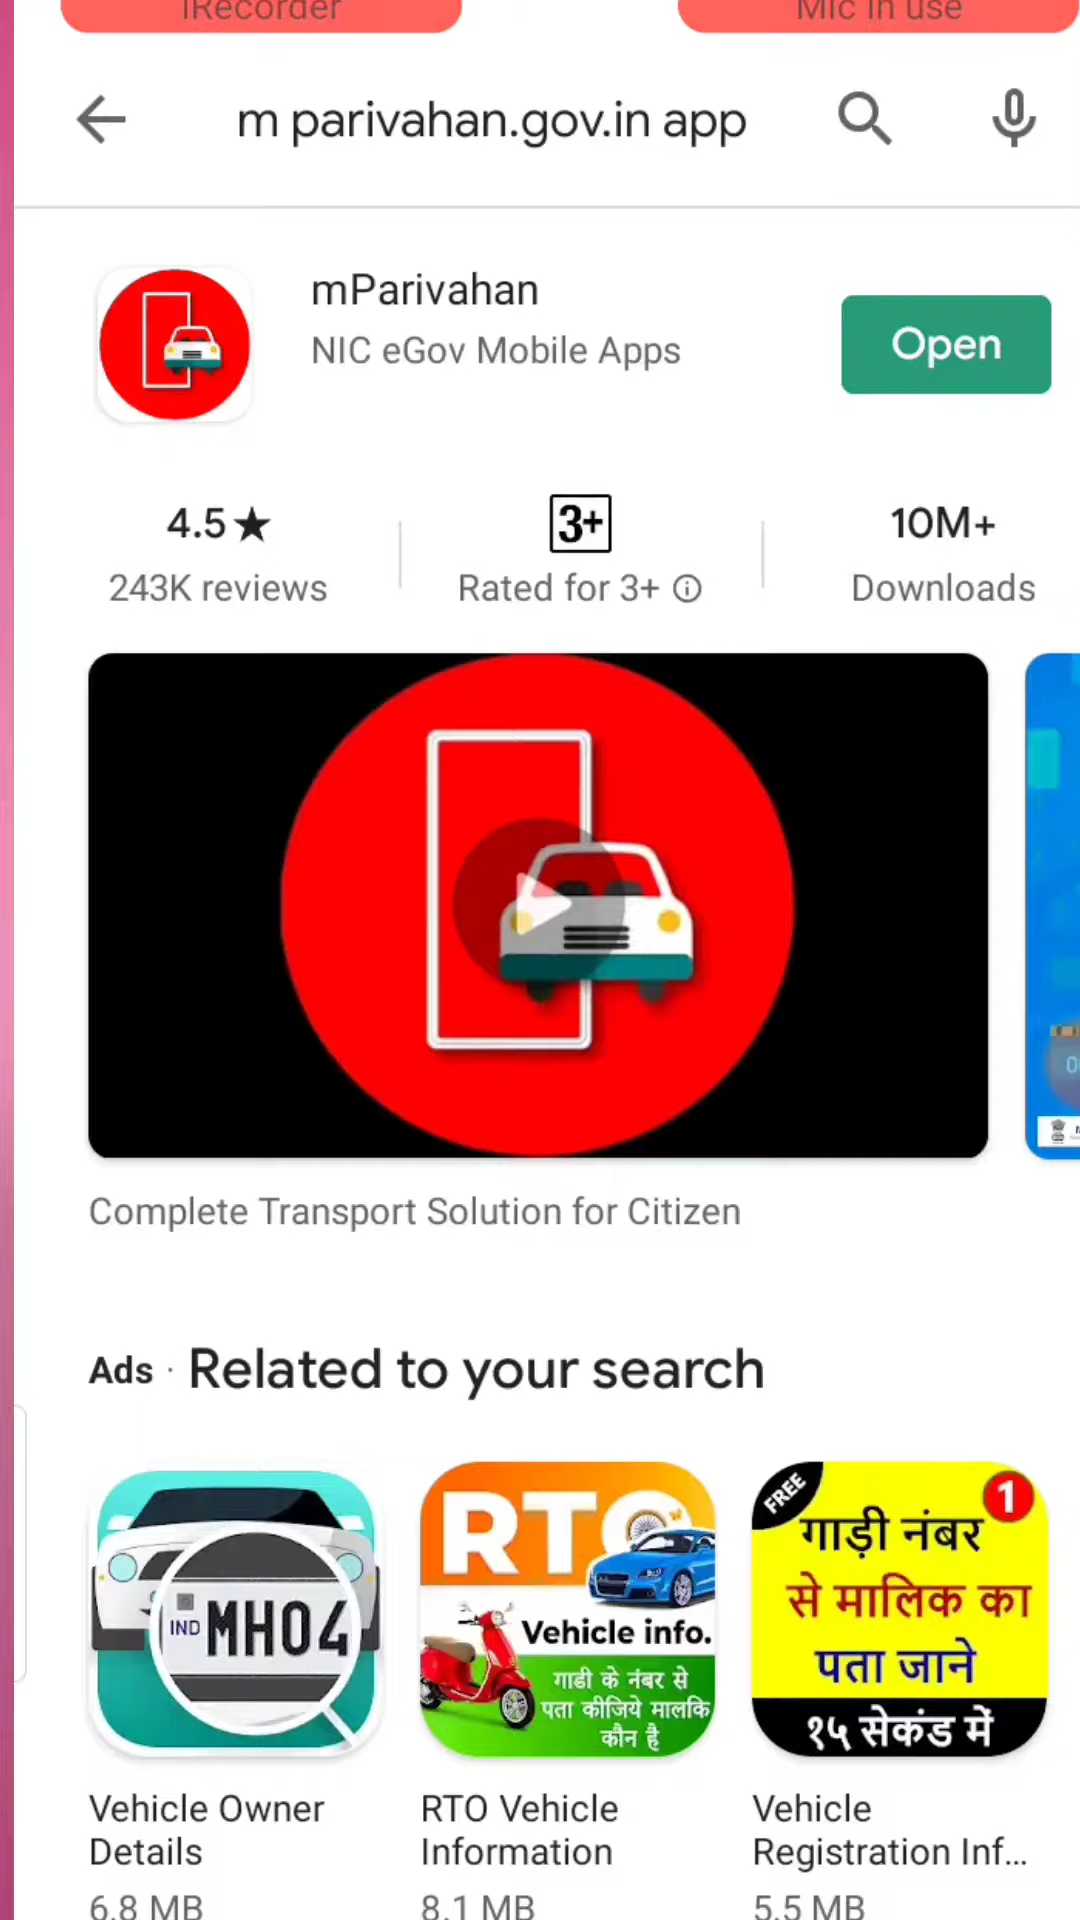 iRecorder
Mic in use
m parivahan.gov.in app
mParivahan
NIC eGov Mobile Apps
Open
4.5★
243K reviews
3+
Rated for 3+
10M+
Downloads
Complete Transport Solution for Citizen
Ads · Related to your search
IND MH04
Vehicle Owner
Details
6.8 MB
RTO
Vehicle info.
गाडी के नंबर से
पता कीजिये मालकि
कौन है
RTO Vehicle
Information
8.1 MB
FREE
1
गाड़ी नंबर
से मालिक का
पता जाने
१५ सेकंड में
Vehicle
Registration Inf...
5.5 MB